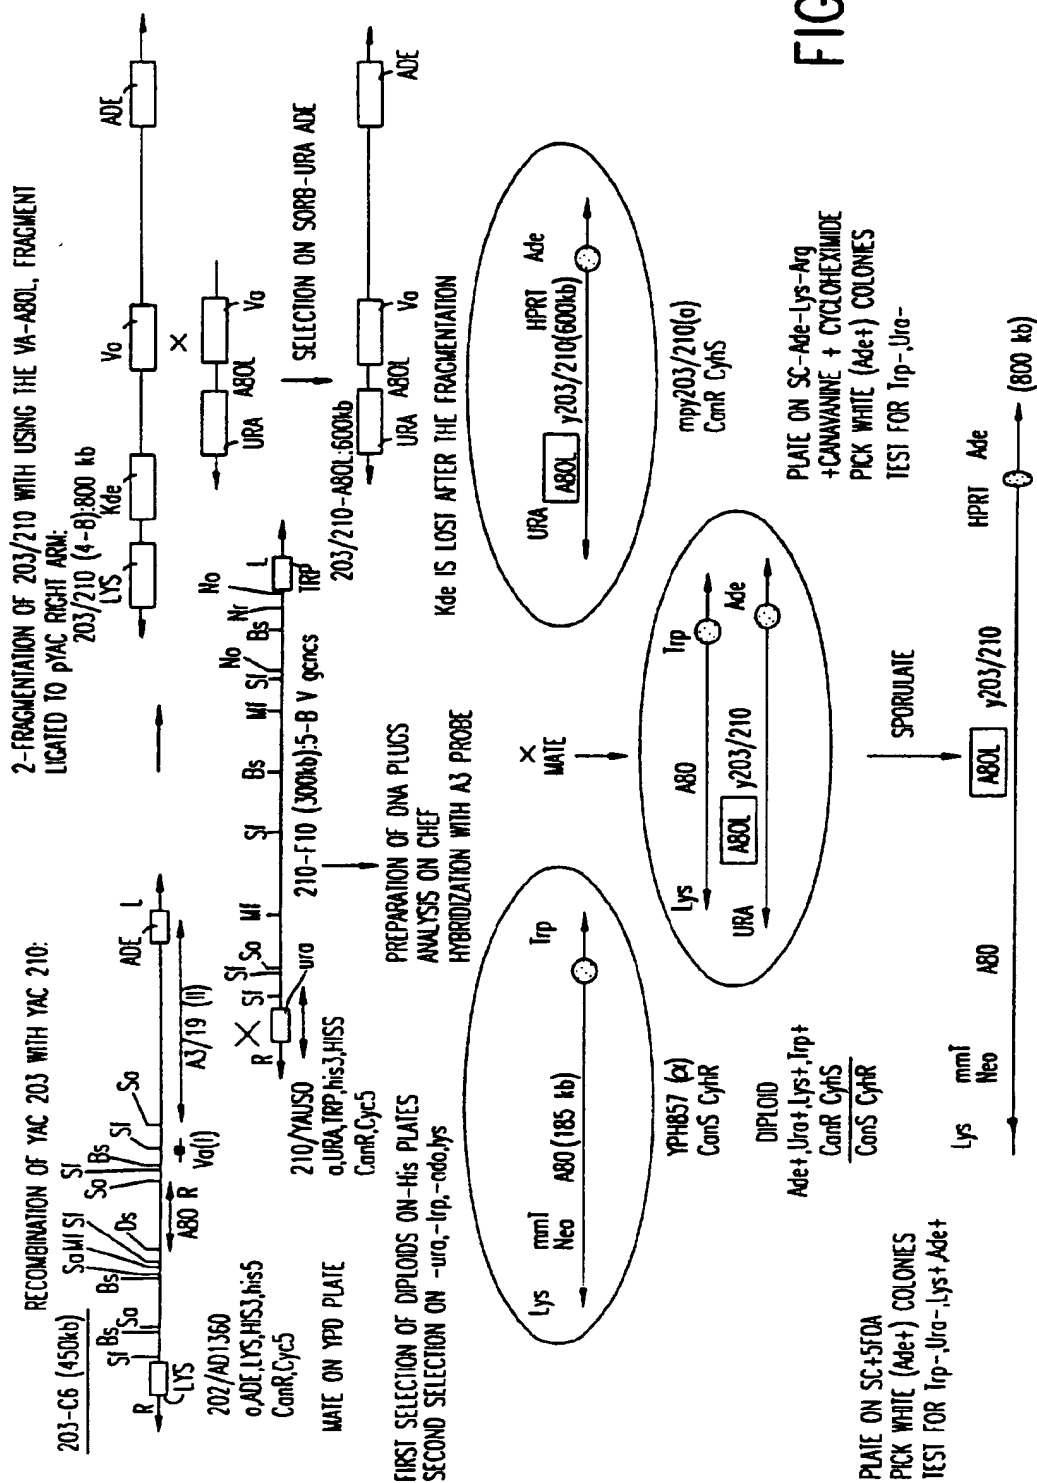 RECOMBINATION OF YAC 203 WITH YAC 210:
203-C6 (450kb)
R
LYS
Sf
Bs
Sa
Bs
Sa
Ml
Sf
Ds
A80 R
Sa
Sf
Bs
Va(l)
Sf
Sa
A3/19 (ll)
ADE
L
202/AD1360
a,ADE,LYS,HIS3,his5
CanR,Cyc5
MATE ON YPD PLATE
R
ura
Sf
Sf
Sa
Mf
Sf
Bs
Mf
Sf
No
Bs
Nr
No
L
TRP
210-F10 (300kb):5-B V gcncs
210/YAUSO
a,URA,TRP,his3,HISS
CanR,Cyc5
FIRST SELECTION OF DIPLOIDS ON-His PLATES
SECOND SELECTION ON -ura,-trp,-ado,lys
PREPARATION OF DNA PLUGS
ANALYSIS ON CHEF
HYBRIDIZATION WITH A3 PROBE
2-FRAGMENTATION OF 203/210 WITH USING THE VA-A80L, FRAGMENT
LIGATED TO pYAC RIGHT ARM:
203/210 (4-8):800 kb
LYS
Kde
Va
ADE
X
URA
A80L
Va
SELECTION ON SORB-URA ADE
203/210-A80L:600kb
URA
A80L
Va
ADE
Kde IS LOST AFTER THE FRAGMENTATION
Lys
mmT
Neo
A80 (185 kb)
Trp
YPH857 (α)
CanS CyhR
X
MATE
URA
A80L
y203/210(600kb)
HPRT
Ade
mpy203/210(a)
CanR CyhS
DIPLOID
Ade+,Ura+,Lys+,Trp+
CanR CyhS
CanS CyhR
Lys
A80
Trp
URA
A80L
y203/210
Ade
SPORULATE
PLATE ON SC+5FOA
PICK WHITE (Ade+) COLONIES
TEST FOR Trp-,Ura-,Lys+,Ade+
PLATE ON SC-Ade-Lys-Arg
+CANAVANINE + CYCLOHEXIMIDE
PICK WHITE (Ade+) COLONIES
TEST FOR Trp-,Ura-
Lys
mmT
Neo
A80
A80L
y203/210
HPRT
Ade
(800 kb)
FIG